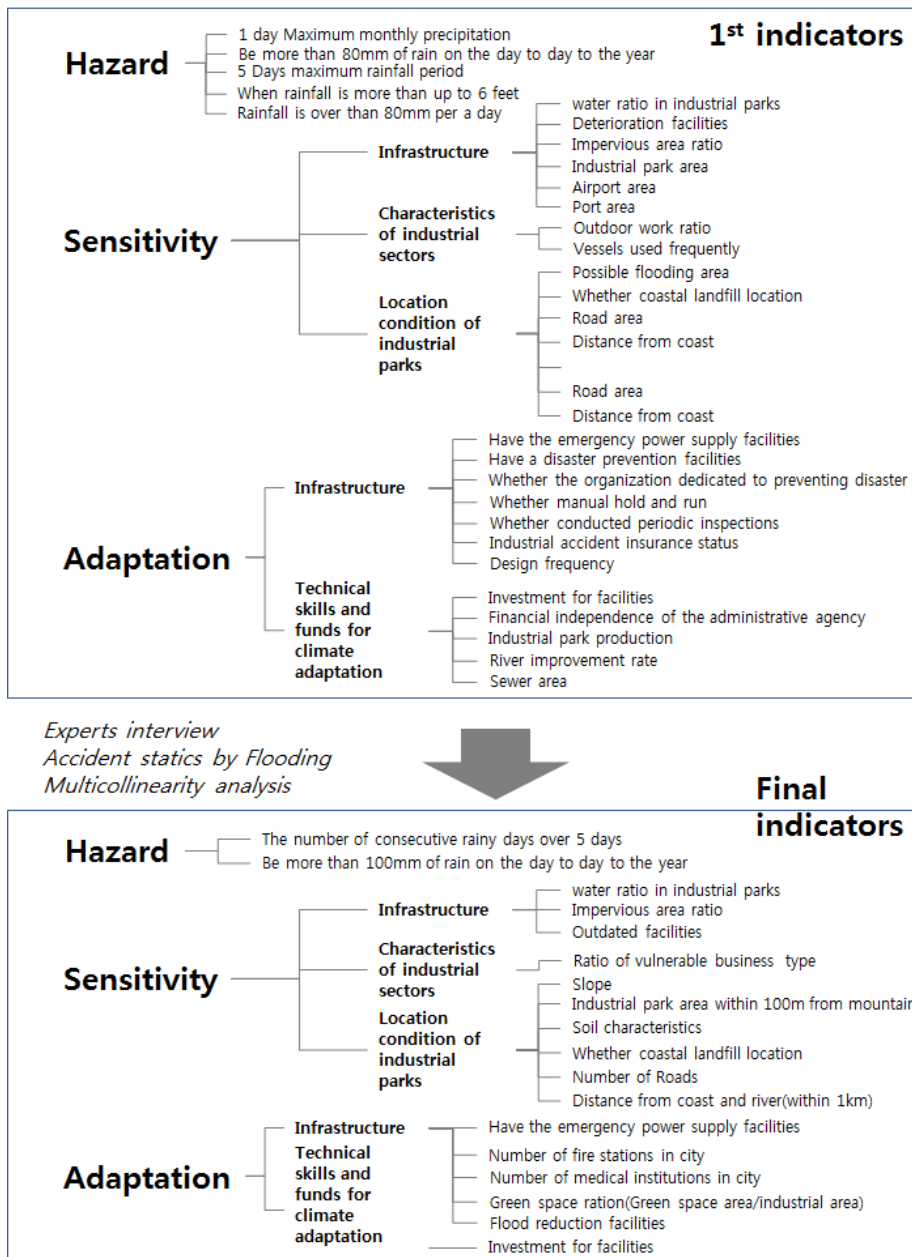 1st indicators
Hazard
1 day Maximum monthly precipitation
Be more than 80mm of rain on the day to day to the year
5 Days maximum rainfall period
When rainfall is more than up to 6 feet
Rainfall is over than 80mm per a day
Sensitivity
Infrastructure
water ratio in industrial parks
Deterioration facilities
Impervious area ratio
Industrial park area
Airport area
Port area
Characteristics
of industrial
sectors
Outdoor work ratio
Vessels used frequently
Location
condition of
industrial
parks
Possible flooding area
Whether coastal landfill location
Road area
Distance from coast
Road area
Distance from coast
Adaptation
Infrastructure
Have the emergency power supply facilities
Have a disaster prevention facilities
Whether the organization dedicated to preventing disaster
Whether manual hold and run
Whether conducted periodic inspections
Industrial accident insurance status
Design frequency
Technical
skills and
funds for
climate
adaptation
Investment for facilities
Financial independence of the administrative agency
Industrial park production
River improvement rate
Sewer area
Experts interview
Accident statics by Flooding
Multicollinearity analysis
Final
indicators
Hazard
The number of consecutive rainy days over 5 days
Be more than 100mm of rain on the day to day to the year
Sensitivity
Infrastructure
water ratio in industrial parks
Impervious area ratio
Outdated facilities
Characteristics
of industrial
sectors
Ratio of vulnerable business type
Location
condition of
industrial
parks
Slope
Industrial park area within 100m from mountain
Soil characteristics
Whether coastal landfill location
Number of Roads
Distance from coast and river(within 1km)
Adaptation
Infrastructure
Have the emergency power supply facilities
Number of fire stations in city
Number of medical institutions in city
Green space ration(Green space area/industrial area)
Flood reduction facilities
Technical
skills and
funds for
climate
adaptation
Investment for facilities